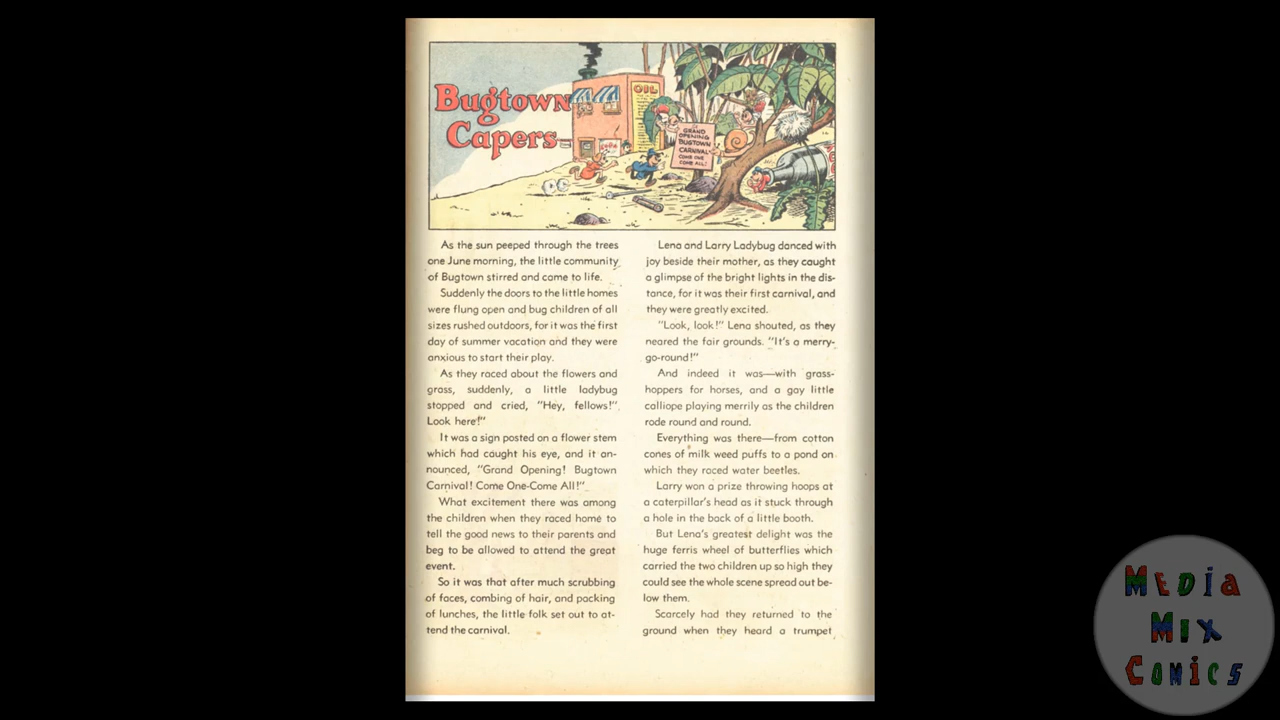 Bugtown
Capers
OIL
GRAND
OPENING
BUGTOWN
CARNIVAL
COME ONE
COME ALL!
As the sun peeped through the trees
one June morning, the little community
of Bugtown stirred and came to life.
Suddenly the doors to the little homes
were flung open and bug children of all
sizes rushed outdoors, for it was the first
day of summer vacation and they were
anxious to start their play.
As they raced about the flowers and
grass, suddenly, a little ladybug
stopped and cried, "Hey, fellows!"
Look here!"
It was a sign posted on a flower stem
which had caught his eye, and it an-
nounced, "Grand Opening! Bugtown
Carnival! Come One-Come All!"
What excitement there was among
the children when they raced home to
tell the good news to their parents and
beg to be allowed to attend the great
event.
So it was that after much scrubbing
of faces, combing of hair, and packing
of lunches, the little folk set out to at-
tend the carnival.
Lena and Larry Ladybug danced with
joy beside their mother, as they caught
a glimpse of the bright lights in the dis-
tance, for it was their first carnival, and
they were greatly excited.
"Look, look!" Lena shouted, as they
neared the fair grounds. "It's a merry-
go-round!"
And indeed it was—with grass-
hoppers for horses, and a gay little
calliope playing merrily as the children
rode round and round.
Everything was there—from cotton
cones of milk weed puffs to a pond on
which they raced water beetles.
Larry won a prize throwing hoops at
a caterpillar's head as it stuck through
a hole in the back of a little booth.
But Lena's greatest delight was the
huge ferris wheel of butterflies which
carried the two children up so high they
could see the whole scene spread out be-
low them.
Scarcely had they returned to the
ground when they heard a trumpet
MEDIA
MIX
COMICS